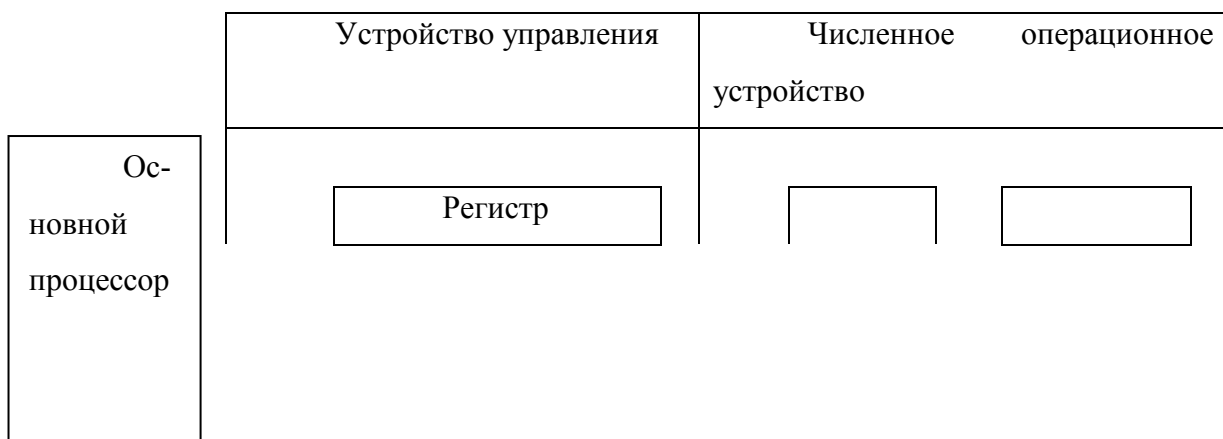 Устройство управления
Численное операционное
устройство
Ос-
новной
процессор
Регистр